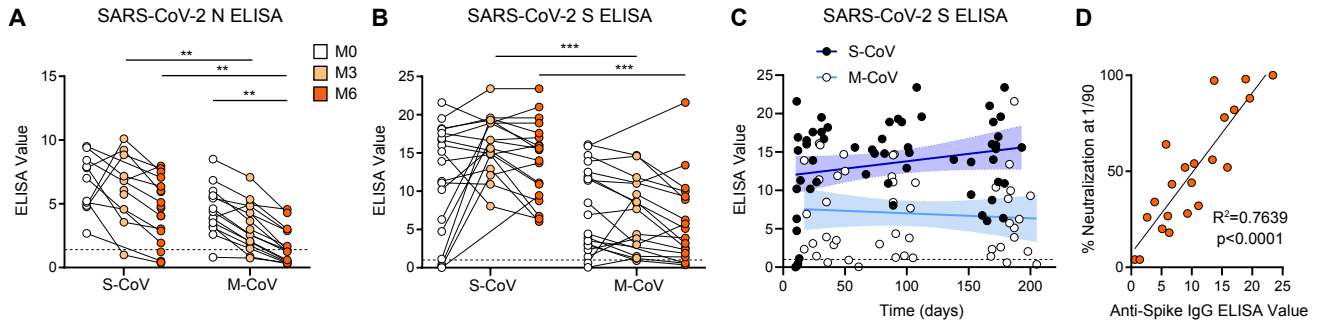 A
SARS-CoV-2 N ELISA
**
**
**
ELISA Value
15
10
5
0
S-CoV
M-CoV
M0
M3
M6
B
SARS-CoV-2 S ELISA
***
***
ELISA Value
25
20
15
10
5
0
S-CoV
M-CoV
C
SARS-CoV-2 S ELISA
S-CoV
M-CoV
ELISA Value
25
20
15
10
5
0
0
50
100
150
200
Time (days)
D
% Neutralization at 1/90
100
50
0
R²=0.7639
p<0.0001
0
5
10
15
20
25
Anti-Spike IgG ELISA Value